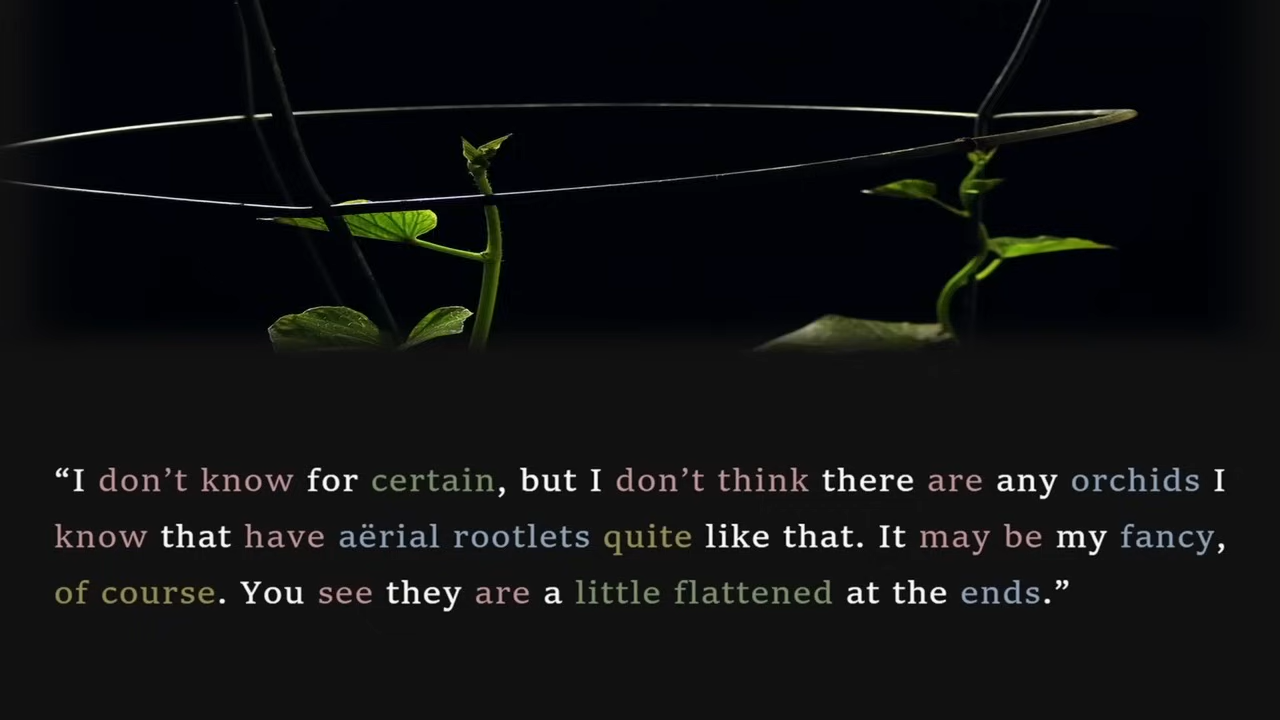 “I don’t know for certain, but I don’t think there are any orchids I
know that have aërial rootlets quite like that. It may be my fancy,
of course. You see they are a little flattened at the ends.”